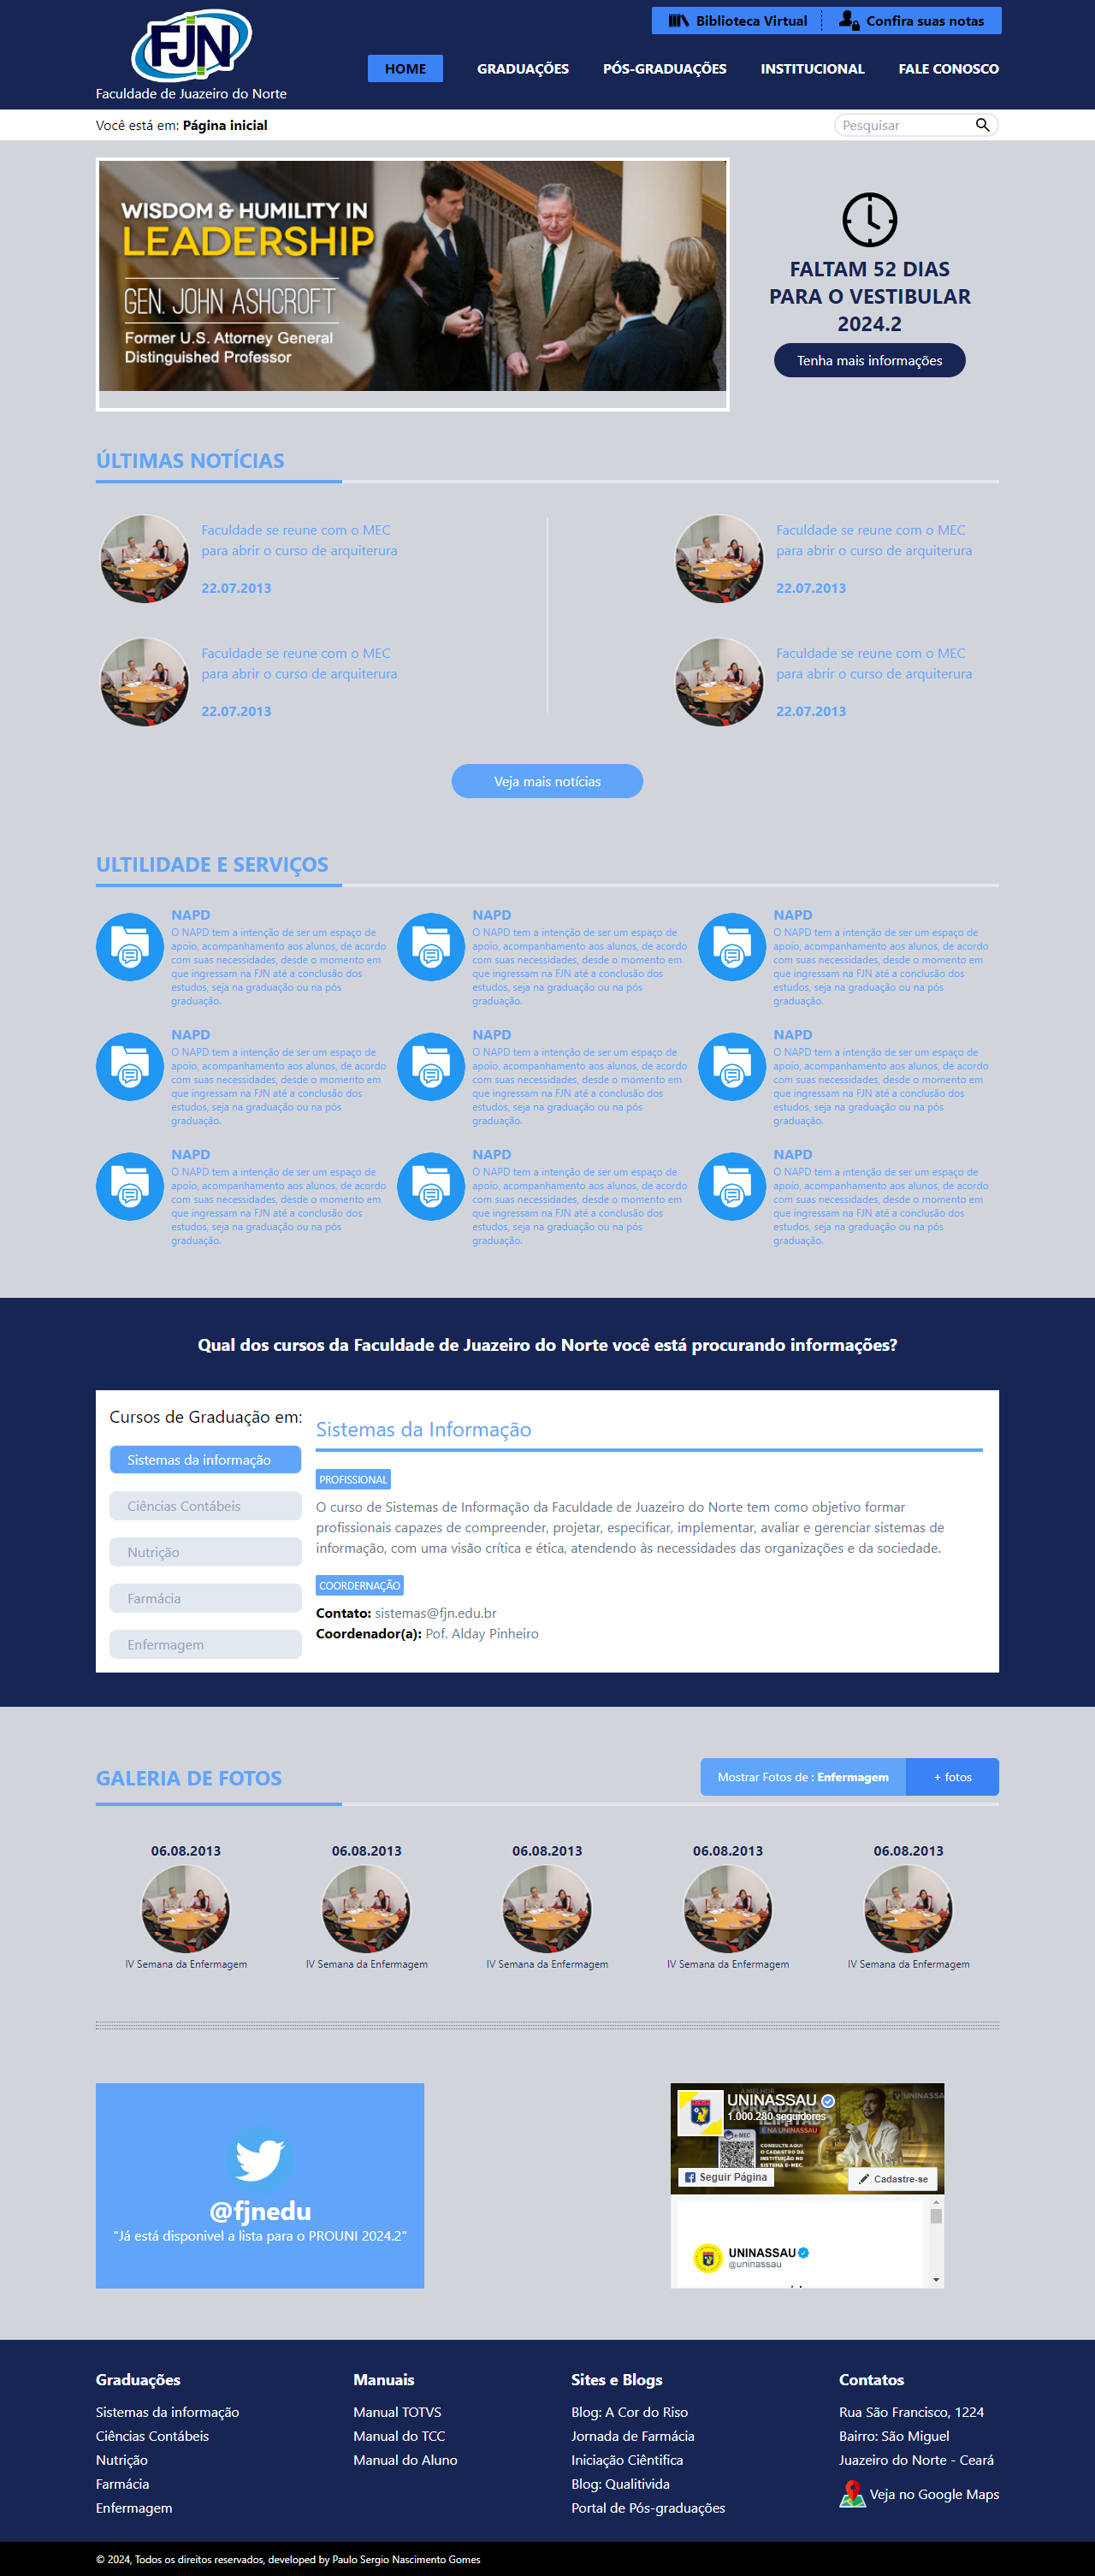 FJN
Faculdade de Juazeiro do Norte
Biblioteca Virtual
Confira suas notas
HOME
GRADUAÇÕES
PÓS-GRADUAÇÕES
INSTITUCIONAL
FALE CONOSCO
Você está em: Página inicial
Pesquisar
WISDOM & HUMILITY IN
LEADERSHIP
GEN. JOHN ASHCROFT
Former U.S. Attorney General
Distinguished Professor
FALTAM 52 DIAS
PARA O VESTIBULAR
2024.2
Tenha mais informações
ÚLTIMAS NOTÍCIAS
Faculdade se reune com o MEC
para abrir o curso de arquiterura
22.07.2013
Faculdade se reune com o MEC
para abrir o curso de arquiterura
22.07.2013
Faculdade se reune com o MEC
para abrir o curso de arquiterura
22.07.2013
Faculdade se reune com o MEC
para abrir o curso de arquiterura
22.07.2013
Veja mais notícias
ULTILIDADE E SERVIÇOS
NAPD
O NAPD tem a intenção de ser um espaço de
apoio, acompanhamento aos alunos, de acordo
com suas necessidades, desde o momento em
que ingressam na FJN até a conclusão dos
estudos, seja na graduação ou na pós
graduação.
NAPD
O NAPD tem a intenção de ser um espaço de
apoio, acompanhamento aos alunos, de acordo
com suas necessidades, desde o momento em
que ingressam na FJN até a conclusão dos
estudos, seja na graduação ou na pós
graduação.
NAPD
O NAPD tem a intenção de ser um espaço de
apoio, acompanhamento aos alunos, de acordo
com suas necessidades, desde o momento em
que ingressam na FJN até a conclusão dos
estudos, seja na graduação ou na pós
graduação.
NAPD
O NAPD tem a intenção de ser um espaço de
apoio, acompanhamento aos alunos, de acordo
com suas necessidades, desde o momento em
que ingressam na FJN até a conclusão dos
estudos, seja na graduação ou na pós
graduação.
NAPD
O NAPD tem a intenção de ser um espaço de
apoio, acompanhamento aos alunos, de acordo
com suas necessidades, desde o momento em
que ingressam na FJN até a conclusão dos
estudos, seja na graduação ou na pós
graduação.
NAPD
O NAPD tem a intenção de ser um espaço de
apoio, acompanhamento aos alunos, de acordo
com suas necessidades, desde o momento em
que ingressam na FJN até a conclusão dos
estudos, seja na graduação ou na pós
graduação.
NAPD
O NAPD tem a intenção de ser um espaço de
apoio, acompanhamento aos alunos, de acordo
com suas necessidades, desde o momento em
que ingressam na FJN até a conclusão dos
estudos, seja na graduação ou na pós
graduação.
NAPD
O NAPD tem a intenção de ser um espaço de
apoio, acompanhamento aos alunos, de acordo
com suas necessidades, desde o momento em
que ingressam na FJN até a conclusão dos
estudos, seja na graduação ou na pós
graduação.
NAPD
O NAPD tem a intenção de ser um espaço de
apoio, acompanhamento aos alunos, de acordo
com suas necessidades, desde o momento em
que ingressam na FJN até a conclusão dos
estudos, seja na graduação ou na pós
graduação.
Qual dos cursos da Faculdade de Juazeiro do Norte você está procurando informações?
Cursos de Graduação em:
Sistemas da informação
Ciências Contábeis
Nutrição
Farmácia
Enfermagem
Sistemas da Informação
PROFISSIONAL
O curso de Sistemas de Informação da Faculdade de Juazeiro do Norte tem como objetivo formar
profissionais capazes de compreender, projetar, especificar, implementar, avaliar e gerenciar sistemas de
informação, com uma visão crítica e ética, atendendo às necessidades das organizações e da sociedade.
COORDERNAÇÃO
Contato: sistemas@fjn.edu.br
Coordenador(a): Pof. Alday Pinheiro
GALERIA DE FOTOS
Mostrar Fotos de : Enfermagem
+ fotos
06.08.2013
IV Semana da Enfermagem
06.08.2013
IV Semana da Enfermagem
06.08.2013
IV Semana da Enfermagem
06.08.2013
IV Semana da Enfermagem
06.08.2013
IV Semana da Enfermagem
@fjnedu
"Já está disponivel a lista para o PROUNI 2024.2"
A MELHOR
UNINASSAU
UNINASSAU
1.000.280 seguidores
É NA UNINASSAU
e-MEC
CONSULTE AQUI
O CADASTRO DA
INSTITUIÇÃO NO
SISTEMA E-MEC.
Seguir Página
Cadastre-se
UNINASSAU
@uninassau
Graduações
Sistemas da informação
Ciências Contábeis
Nutrição
Farmácia
Enfermagem
Manuais
Manual TOTVS
Manual do TCC
Manual do Aluno
Sites e Blogs
Blog: A Cor do Riso
Jornada de Farmácia
Iniciação Ciêntifica
Blog: Qualitivida
Portal de Pós-graduações
Contatos
Rua São Francisco, 1224
Bairro: São Miguel
Juazeiro do Norte - Ceará
Veja no Google Maps
© 2024, Todos os direitos reservados, developed by Paulo Sergio Nascimento Gomes